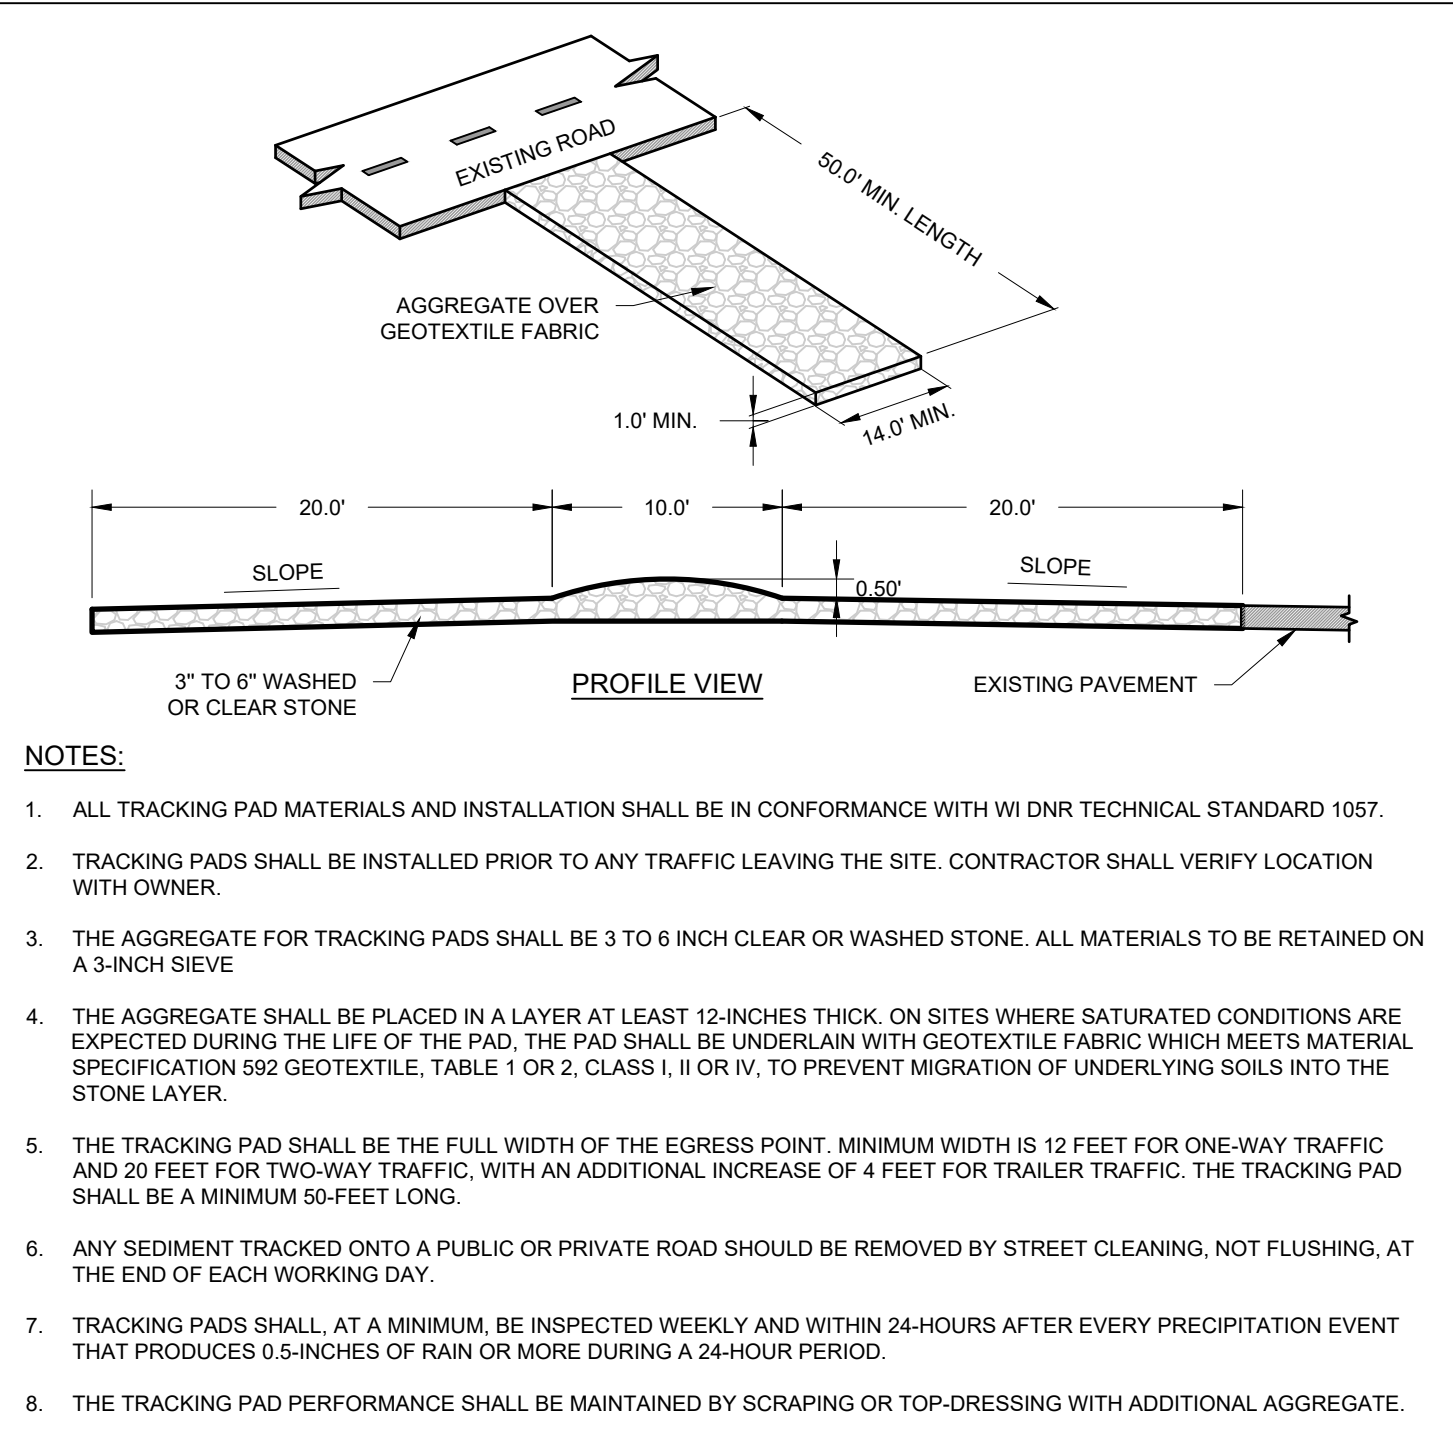 EXISTING ROAD
50.0' MIN. LENGTH
AGGREGATE OVER
GEOTEXTILE FABRIC
1.0' MIN.
14.0' MIN.
20.0'
10.0'
20.0'
SLOPE
SLOPE
0.50'
3" TO 6" WASHED
OR CLEAR STONE
PROFILE VIEW
EXISTING PAVEMENT
NOTES:
1. ALL TRACKING PAD MATERIALS AND INSTALLATION SHALL BE IN CONFORMANCE WITH WI DNR TECHNICAL STANDARD 1057.
2. TRACKING PADS SHALL BE INSTALLED PRIOR TO ANY TRAFFIC LEAVING THE SITE. CONTRACTOR SHALL VERIFY LOCATION
WITH OWNER.
3. THE AGGREGATE FOR TRACKING PADS SHALL BE 3 TO 6 INCH CLEAR OR WASHED STONE. ALL MATERIALS TO BE RETAINED ON
A 3-INCH SIEVE
4. THE AGGREGATE SHALL BE PLACED IN A LAYER AT LEAST 12-INCHES THICK. ON SITES WHERE SATURATED CONDITIONS ARE
EXPECTED DURING THE LIFE OF THE PAD, THE PAD SHALL BE UNDERLAIN WITH GEOTEXTILE FABRIC WHICH MEETS MATERIAL
SPECIFICATION 592 GEOTEXTILE, TABLE 1 OR 2, CLASS I, II OR IV, TO PREVENT MIGRATION OF UNDERLYING SOILS INTO THE
STONE LAYER.
5. THE TRACKING PAD SHALL BE THE FULL WIDTH OF THE EGRESS POINT. MINIMUM WIDTH IS 12 FEET FOR ONE-WAY TRAFFIC
AND 20 FEET FOR TWO-WAY TRAFFIC, WITH AN ADDITIONAL INCREASE OF 4 FEET FOR TRAILER TRAFFIC. THE TRACKING PAD
SHALL BE A MINIMUM 50-FEET LONG.
6. ANY SEDIMENT TRACKED ONTO A PUBLIC OR PRIVATE ROAD SHOULD BE REMOVED BY STREET CLEANING, NOT FLUSHING, AT
THE END OF EACH WORKING DAY.
7. TRACKING PADS SHALL, AT A MINIMUM, BE INSPECTED WEEKLY AND WITHIN 24-HOURS AFTER EVERY PRECIPITATION EVENT
THAT PRODUCES 0.5-INCHES OF RAIN OR MORE DURING A 24-HOUR PERIOD.
8. THE TRACKING PAD PERFORMANCE SHALL BE MAINTAINED BY SCRAPING OR TOP-DRESSING WITH ADDITIONAL AGGREGATE.